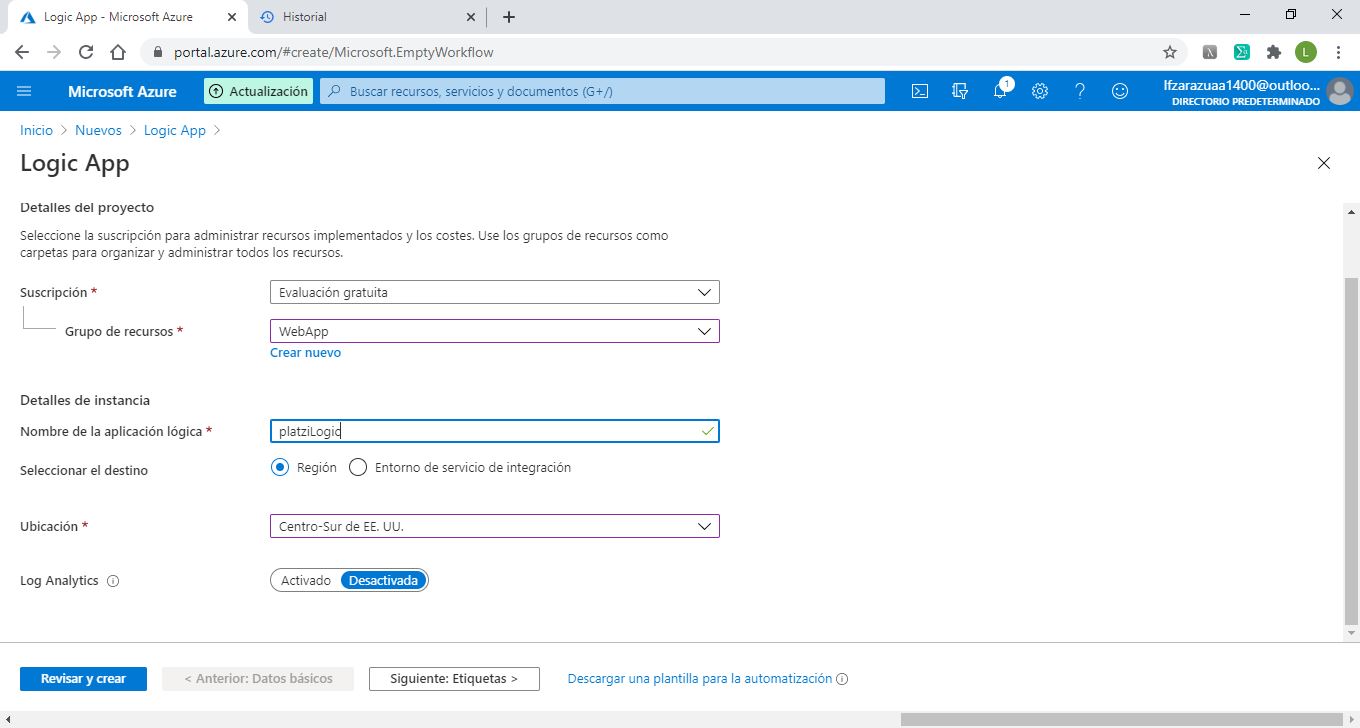 Logic App - Microsoft Azure
Historial
portal.azure.com/#create/Microsoft.EmptyWorkflow
L
Microsoft Azure
Actualización
Buscar recursos, servicios y documentos (G+/)
1
lfzarazuaa1400@outloo...
DIRECTORIO PREDETERMINADO
Inicio > Nuevos > Logic App >
Logic App
Detalles del proyecto
Seleccione la suscripción para administrar recursos implementados y los costes. Use los grupos de recursos como
carpetas para organizar y administrar todos los recursos.
Suscripción *
Evaluación gratuita
Grupo de recursos *
WebApp
Crear nuevo
Detalles de instancia
Nombre de la aplicación lógica *
platziLogic
Seleccionar el destino
Región
Entorno de servicio de integración
Ubicación *
Centro-Sur de EE. UU.
Log Analytics
Activado
Desactivada
Revisar y crear
< Anterior: Datos básicos
Siguiente: Etiquetas >
Descargar una plantilla para la automatización